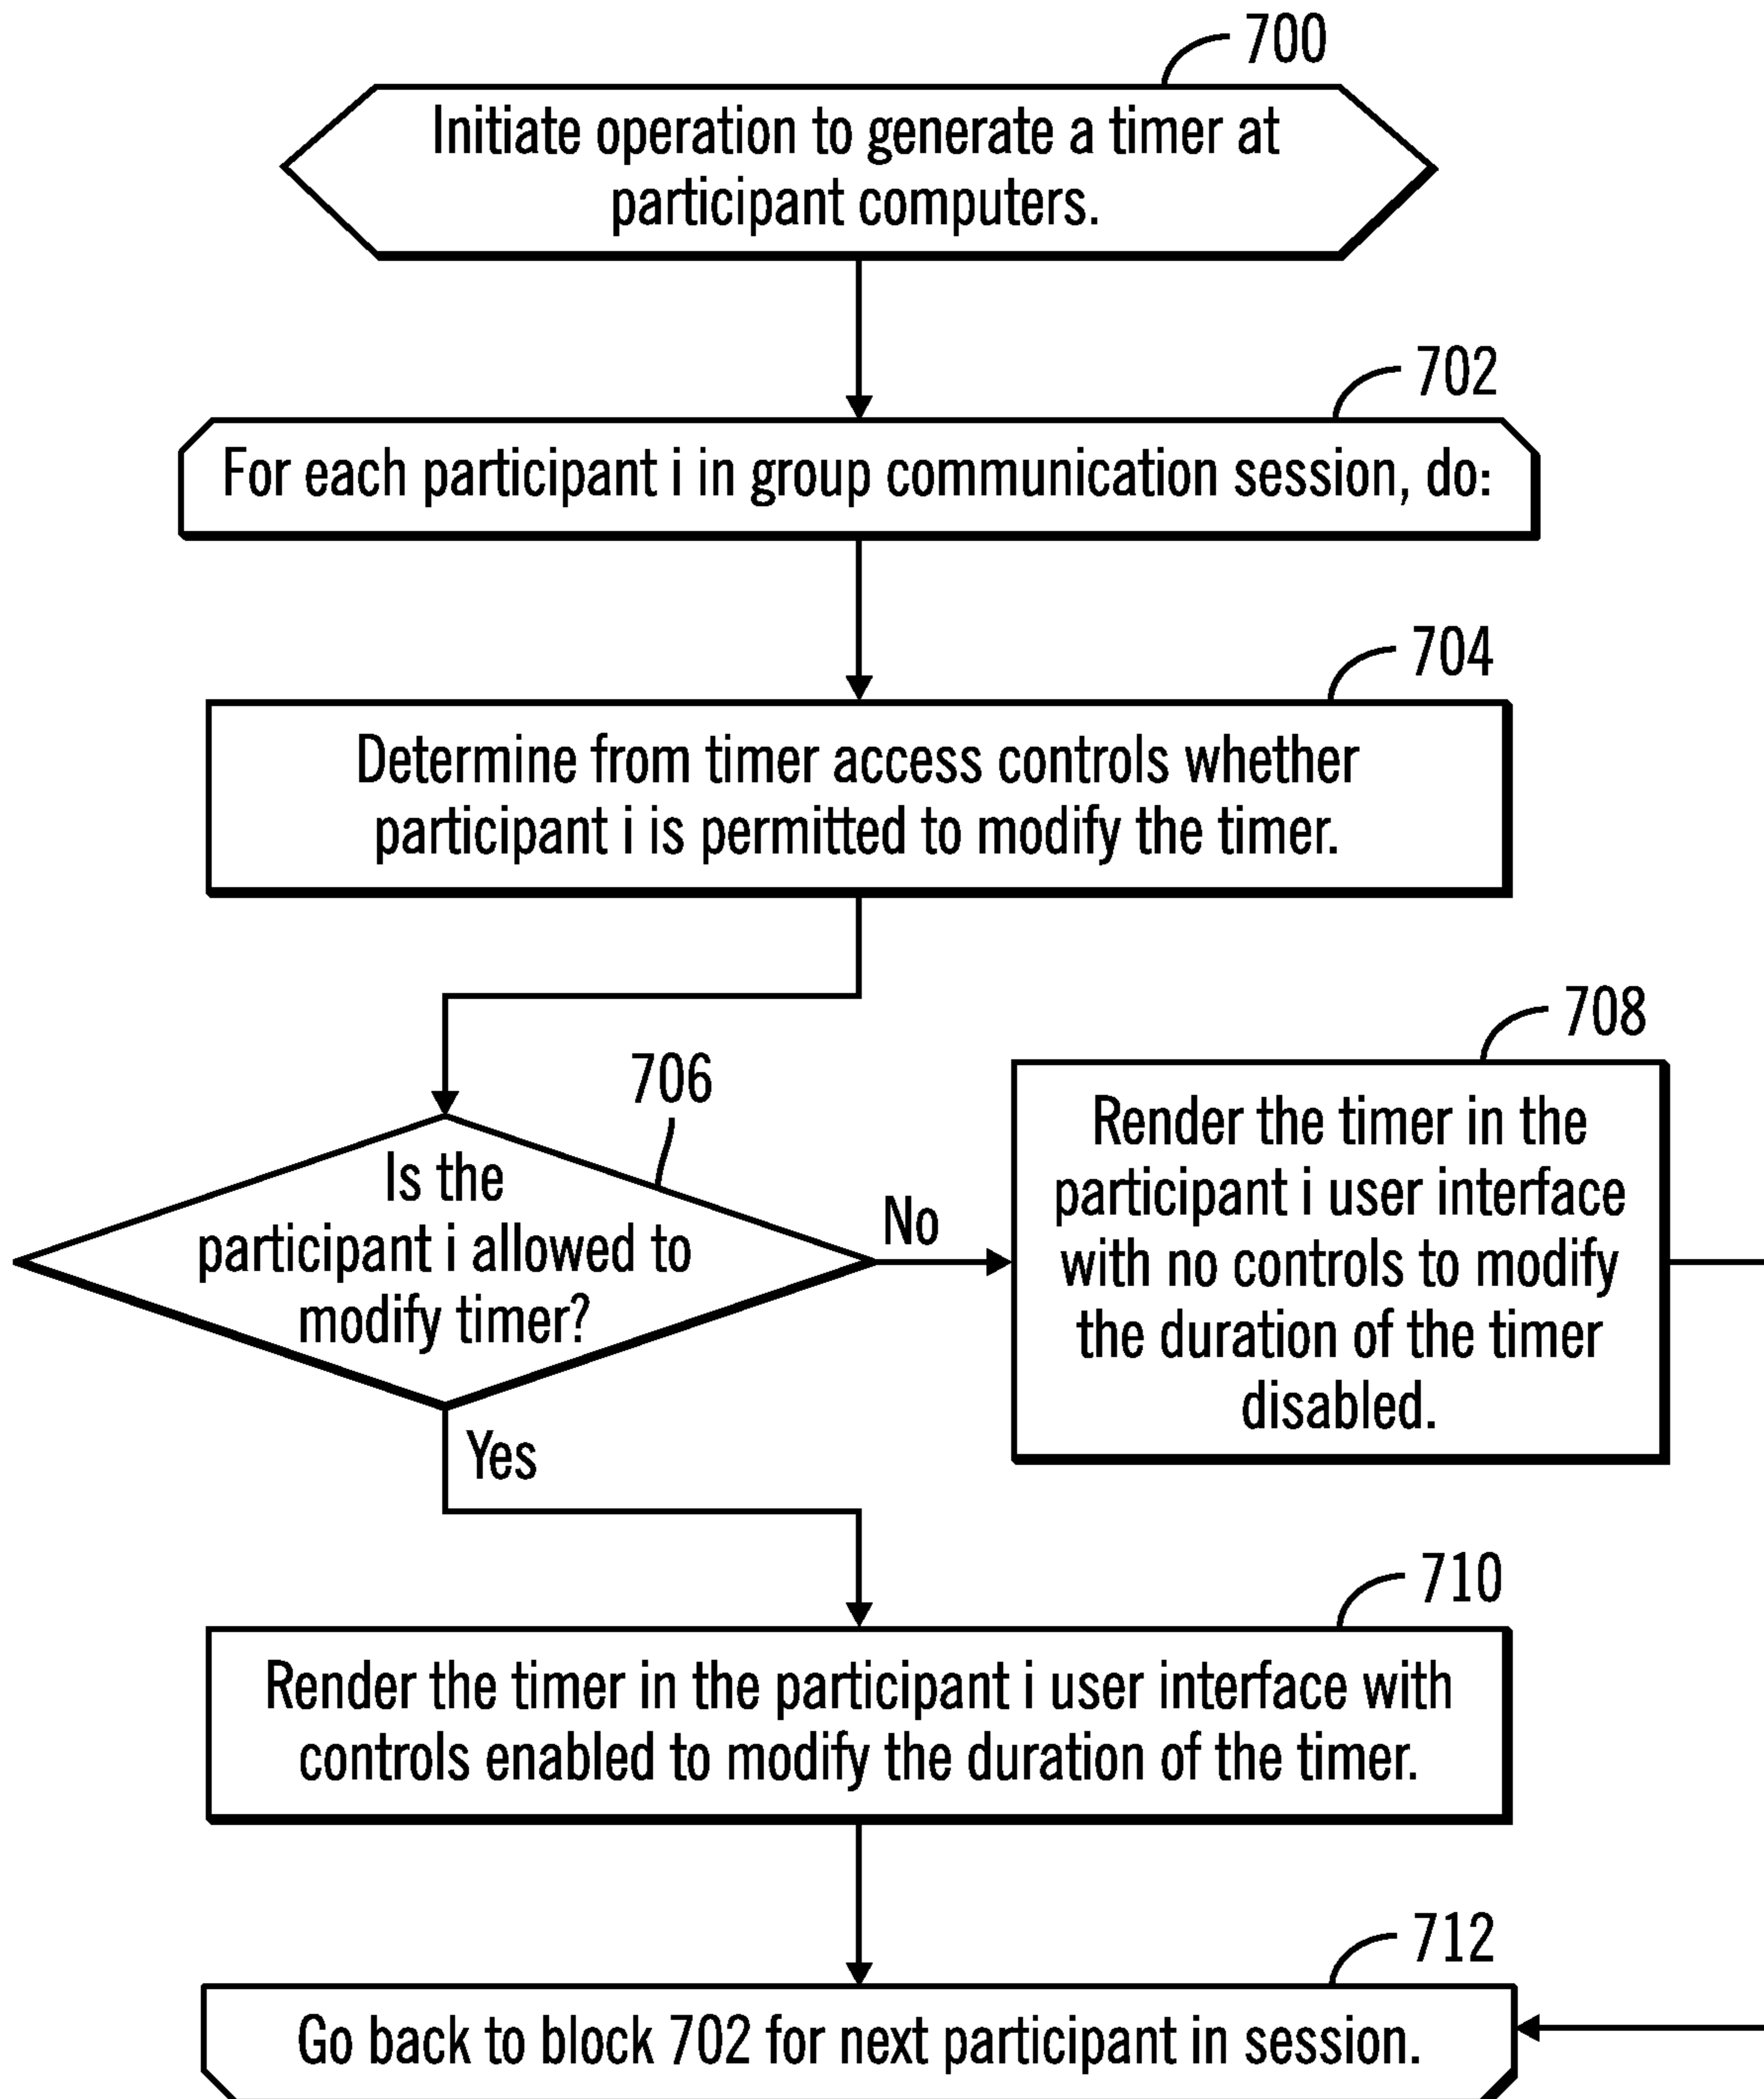 700
Initiate operation to generate a timer at
participant computers.
702
For each participant i in group communication session, do:
704
Determine from timer access controls whether
participant i is permitted to modify the timer.
706
Is the
participant i allowed to
modify timer?
No
708
Render the timer in the
participant i user interface
with no controls to modify
the duration of the timer
disabled.
Yes
710
Render the timer in the participant i user interface with
controls enabled to modify the duration of the timer.
712
Go back to block 702 for next participant in session.